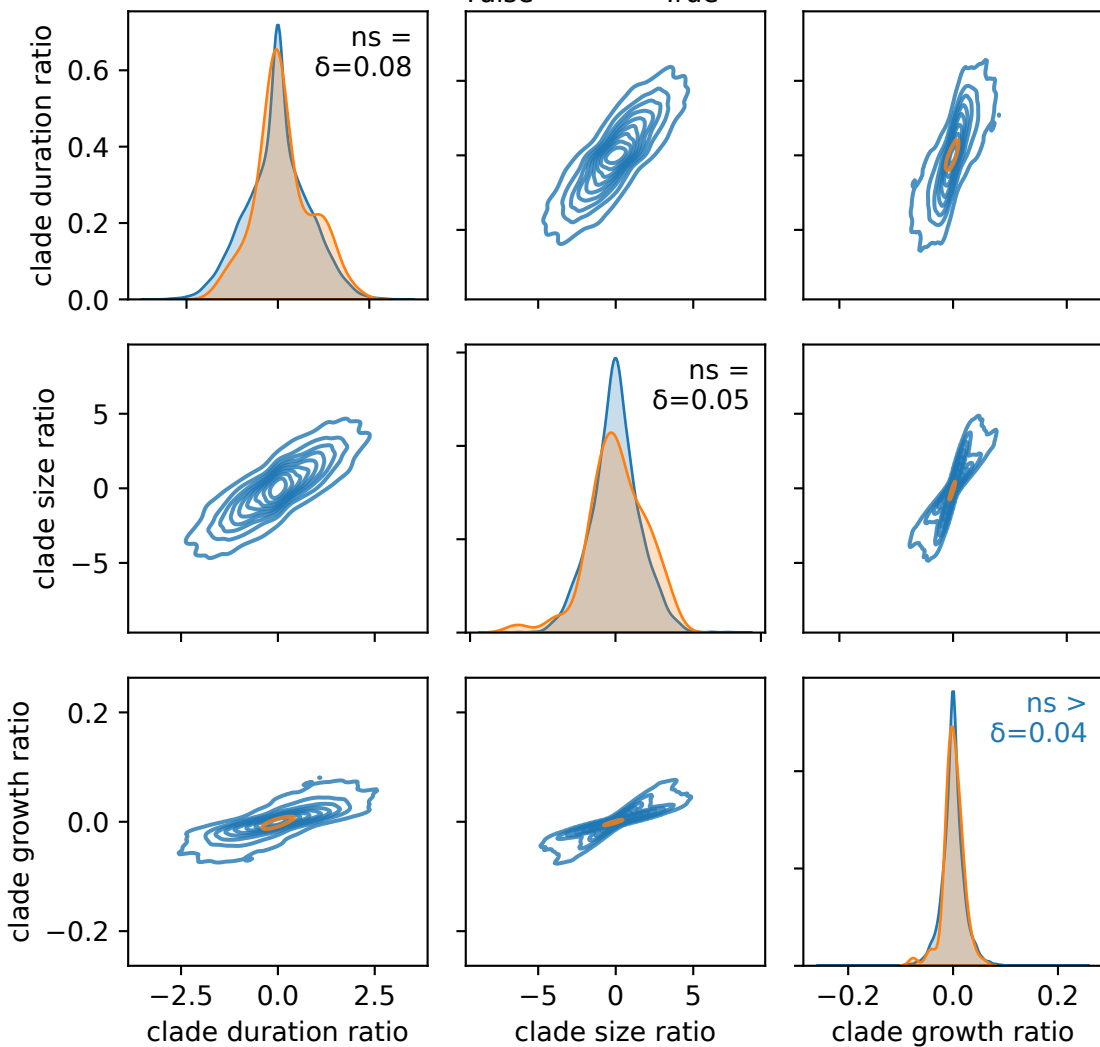 clade duration ratio
0.6
0.4
0.2
0.0
ns =
δ=0.08
clade size ratio
5
0
−5
ns =
δ=0.05
clade growth ratio
0.2
0.0
−0.2
ns >
δ=0.04
−2.5 0.0 2.5
−5 0 5
−0.2 0.0 0.2
clade duration ratio
clade size ratio
clade growth ratio